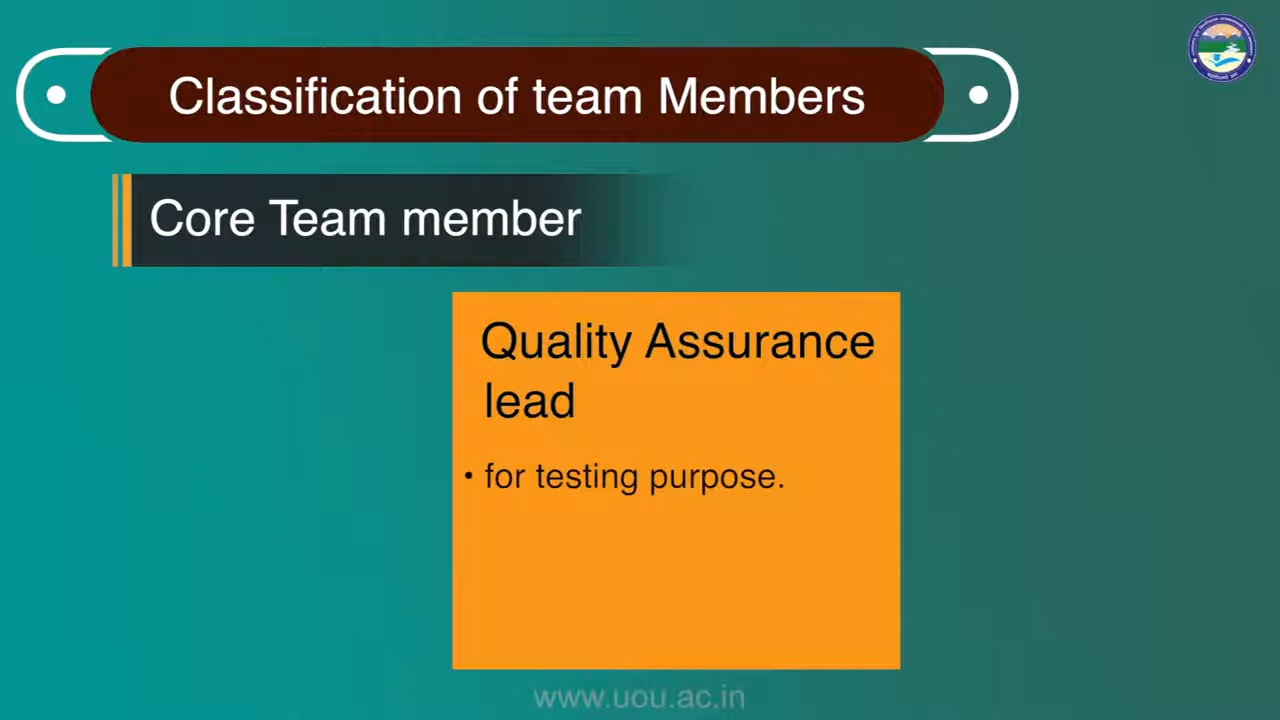 Classification of team Members
Core Team member
Quality Assurance
lead
• for testing purpose.
www.uou.ac.in